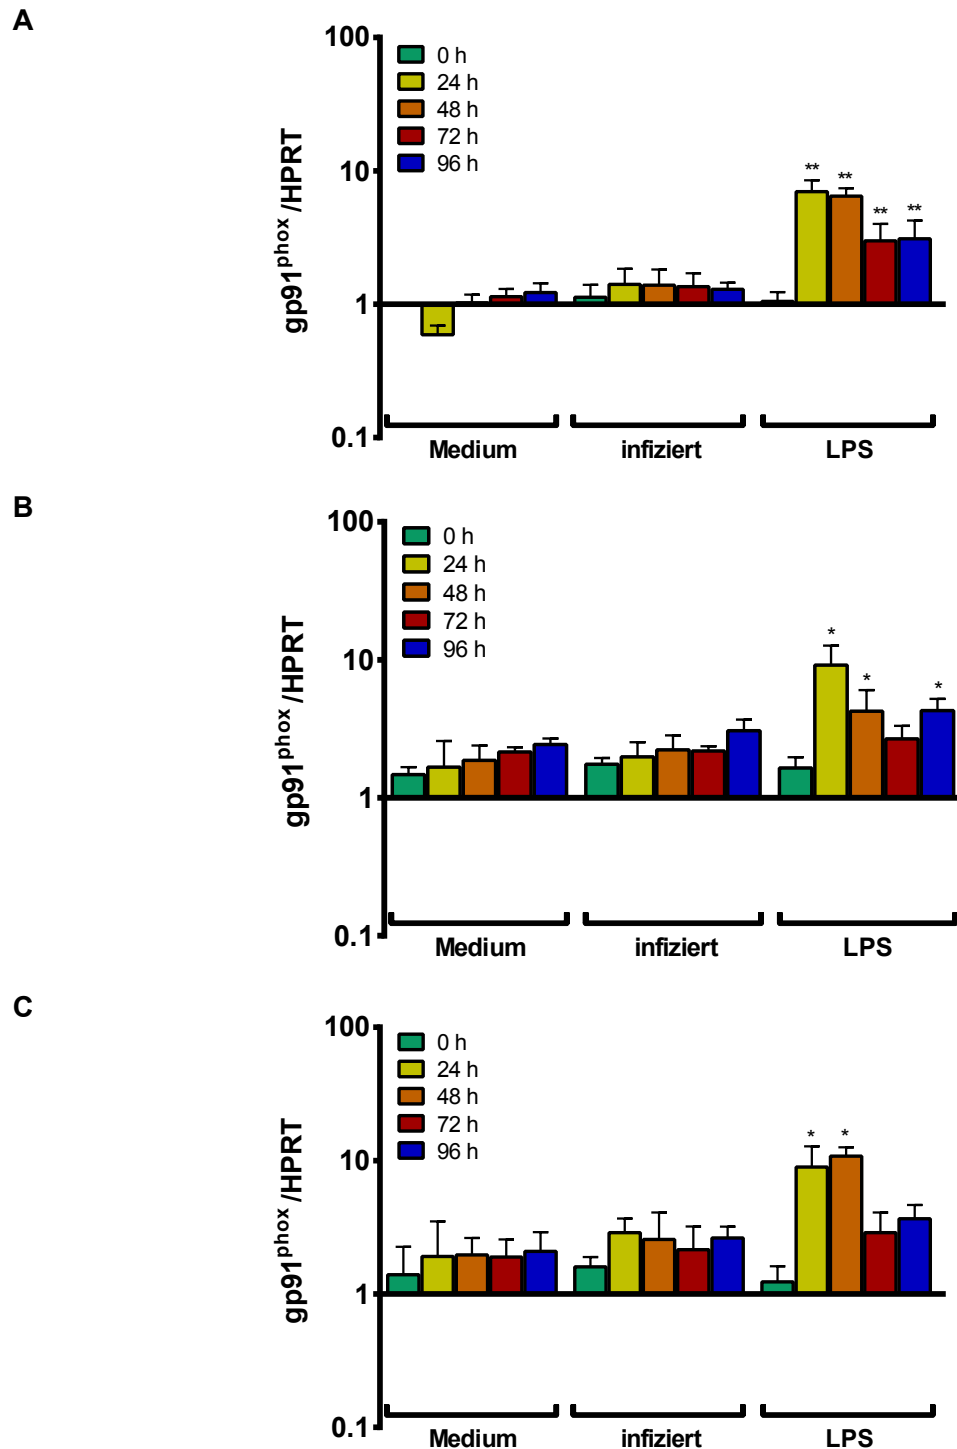 A
100
10
1
0.1
gp91phox/HPRT
0 h
24 h
48 h
72 h
96 h
** ** ** **
Medium infiziert LPS
B
100
10
1
0.1
gp91phox/HPRT
0 h
24 h
48 h
72 h
96 h
* * *
Medium infiziert LPS
C
100
10
1
0.1
gp91phox/HPRT
0 h
24 h
48 h
72 h
96 h
* *
Medium infiziert LPS